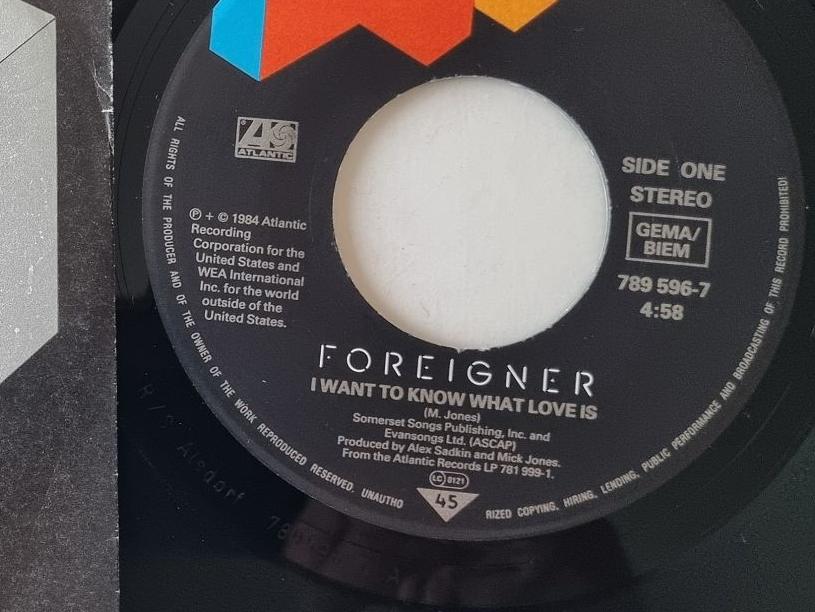 ATLANTIC
℗ + © 1984 Atlantic
Recording
Corporation for the
United States and
WEA International
Inc. for the world
outside of the
United States.
SIDE ONE
STEREO
GEMA/
BIEM
789 596-7
4:58
FOREIGNER
I WANT TO KNOW WHAT LOVE IS
(M. Jones)
Somerset Songs Publishing, Inc. and
Evansongs Ltd. (ASCAP)
Produced by Alex Sadkin and Mick Jones.
From the Atlantic Records LP 781 999-1.
LC 0121
45
ALL RIGHTS OF THE PRODUCER AND OF THE OWNER OF THE WORK REPRODUCED RESERVED. UNAUTHO
RIZED COPYING, HIRING, LENDING, PUBLIC PERFORMANCE AND BROADCASTING OF THIS RECORD PROHIBITED!
R/S Alsdorf